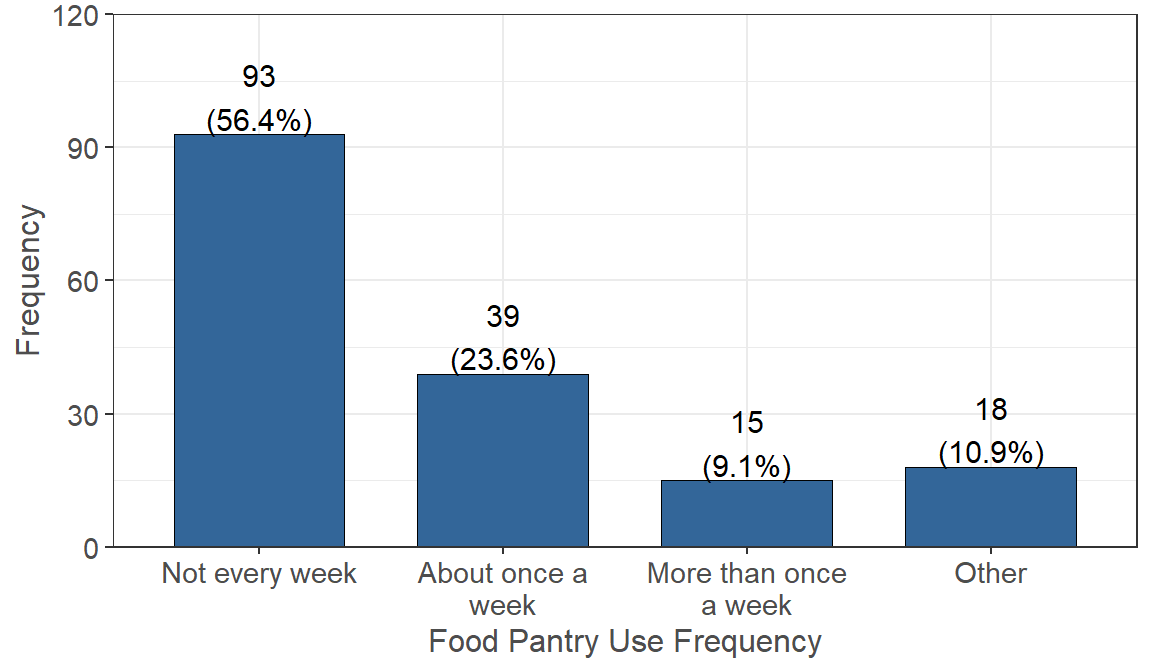 120
90
60
30
0
Frequency
93
(56.4%)
39
(23.6%)
15
(9.1%)
18
(10.9%)
Not every week
About once a
week
More than once
a week
Other
Food Pantry Use Frequency